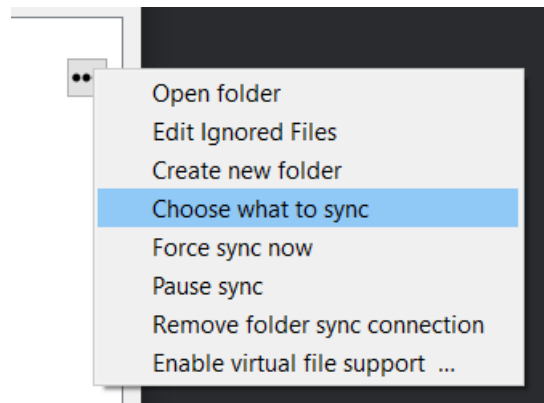 Open folder
Edit Ignored Files
Create new folder
Choose what to sync
Force sync now
Pause sync
Remove folder sync connection
Enable virtual file support ...